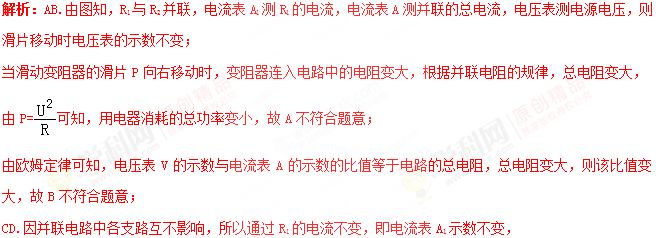 解析：AB.由图知，R₁与R₂并联，电流表A₁测R₁的电流，电流表A测并联的总电流，电压表测电源电压，则
滑片移动时电压表的示数不变；
当滑动变阻器的滑片P向右移动时，变阻器连入电路中的电阻变大，根据并联电阻的规律，总电阻变大，
由P=U²/R可知，用电器消耗的总功率变小，故A不符合题意；
由欧姆定律可知，电压表V的示数与电流表A的示数的比值等于电路的总电阻，总电阻变大，则该比值变
大，故B不符合题意；
CD.因并联电路中各支路互不影响，所以通过R₁的电流不变，即电流表A₁示数不变，